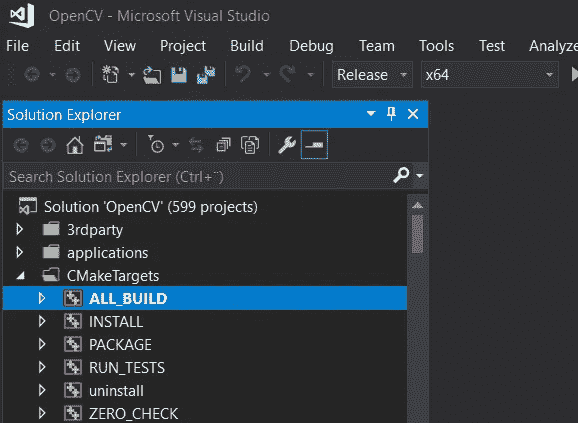 OpenCV - Microsoft Visual Studio
File Edit View Project Build Debug Team Tools Test Analyze
Release x64
Solution Explorer
Search Solution Explorer (Ctrl+¨)
Solution 'OpenCV' (599 projects)
3rdparty
applications
CMakeTargets
ALL_BUILD
INSTALL
PACKAGE
RUN_TESTS
uninstall
ZERO_CHECK